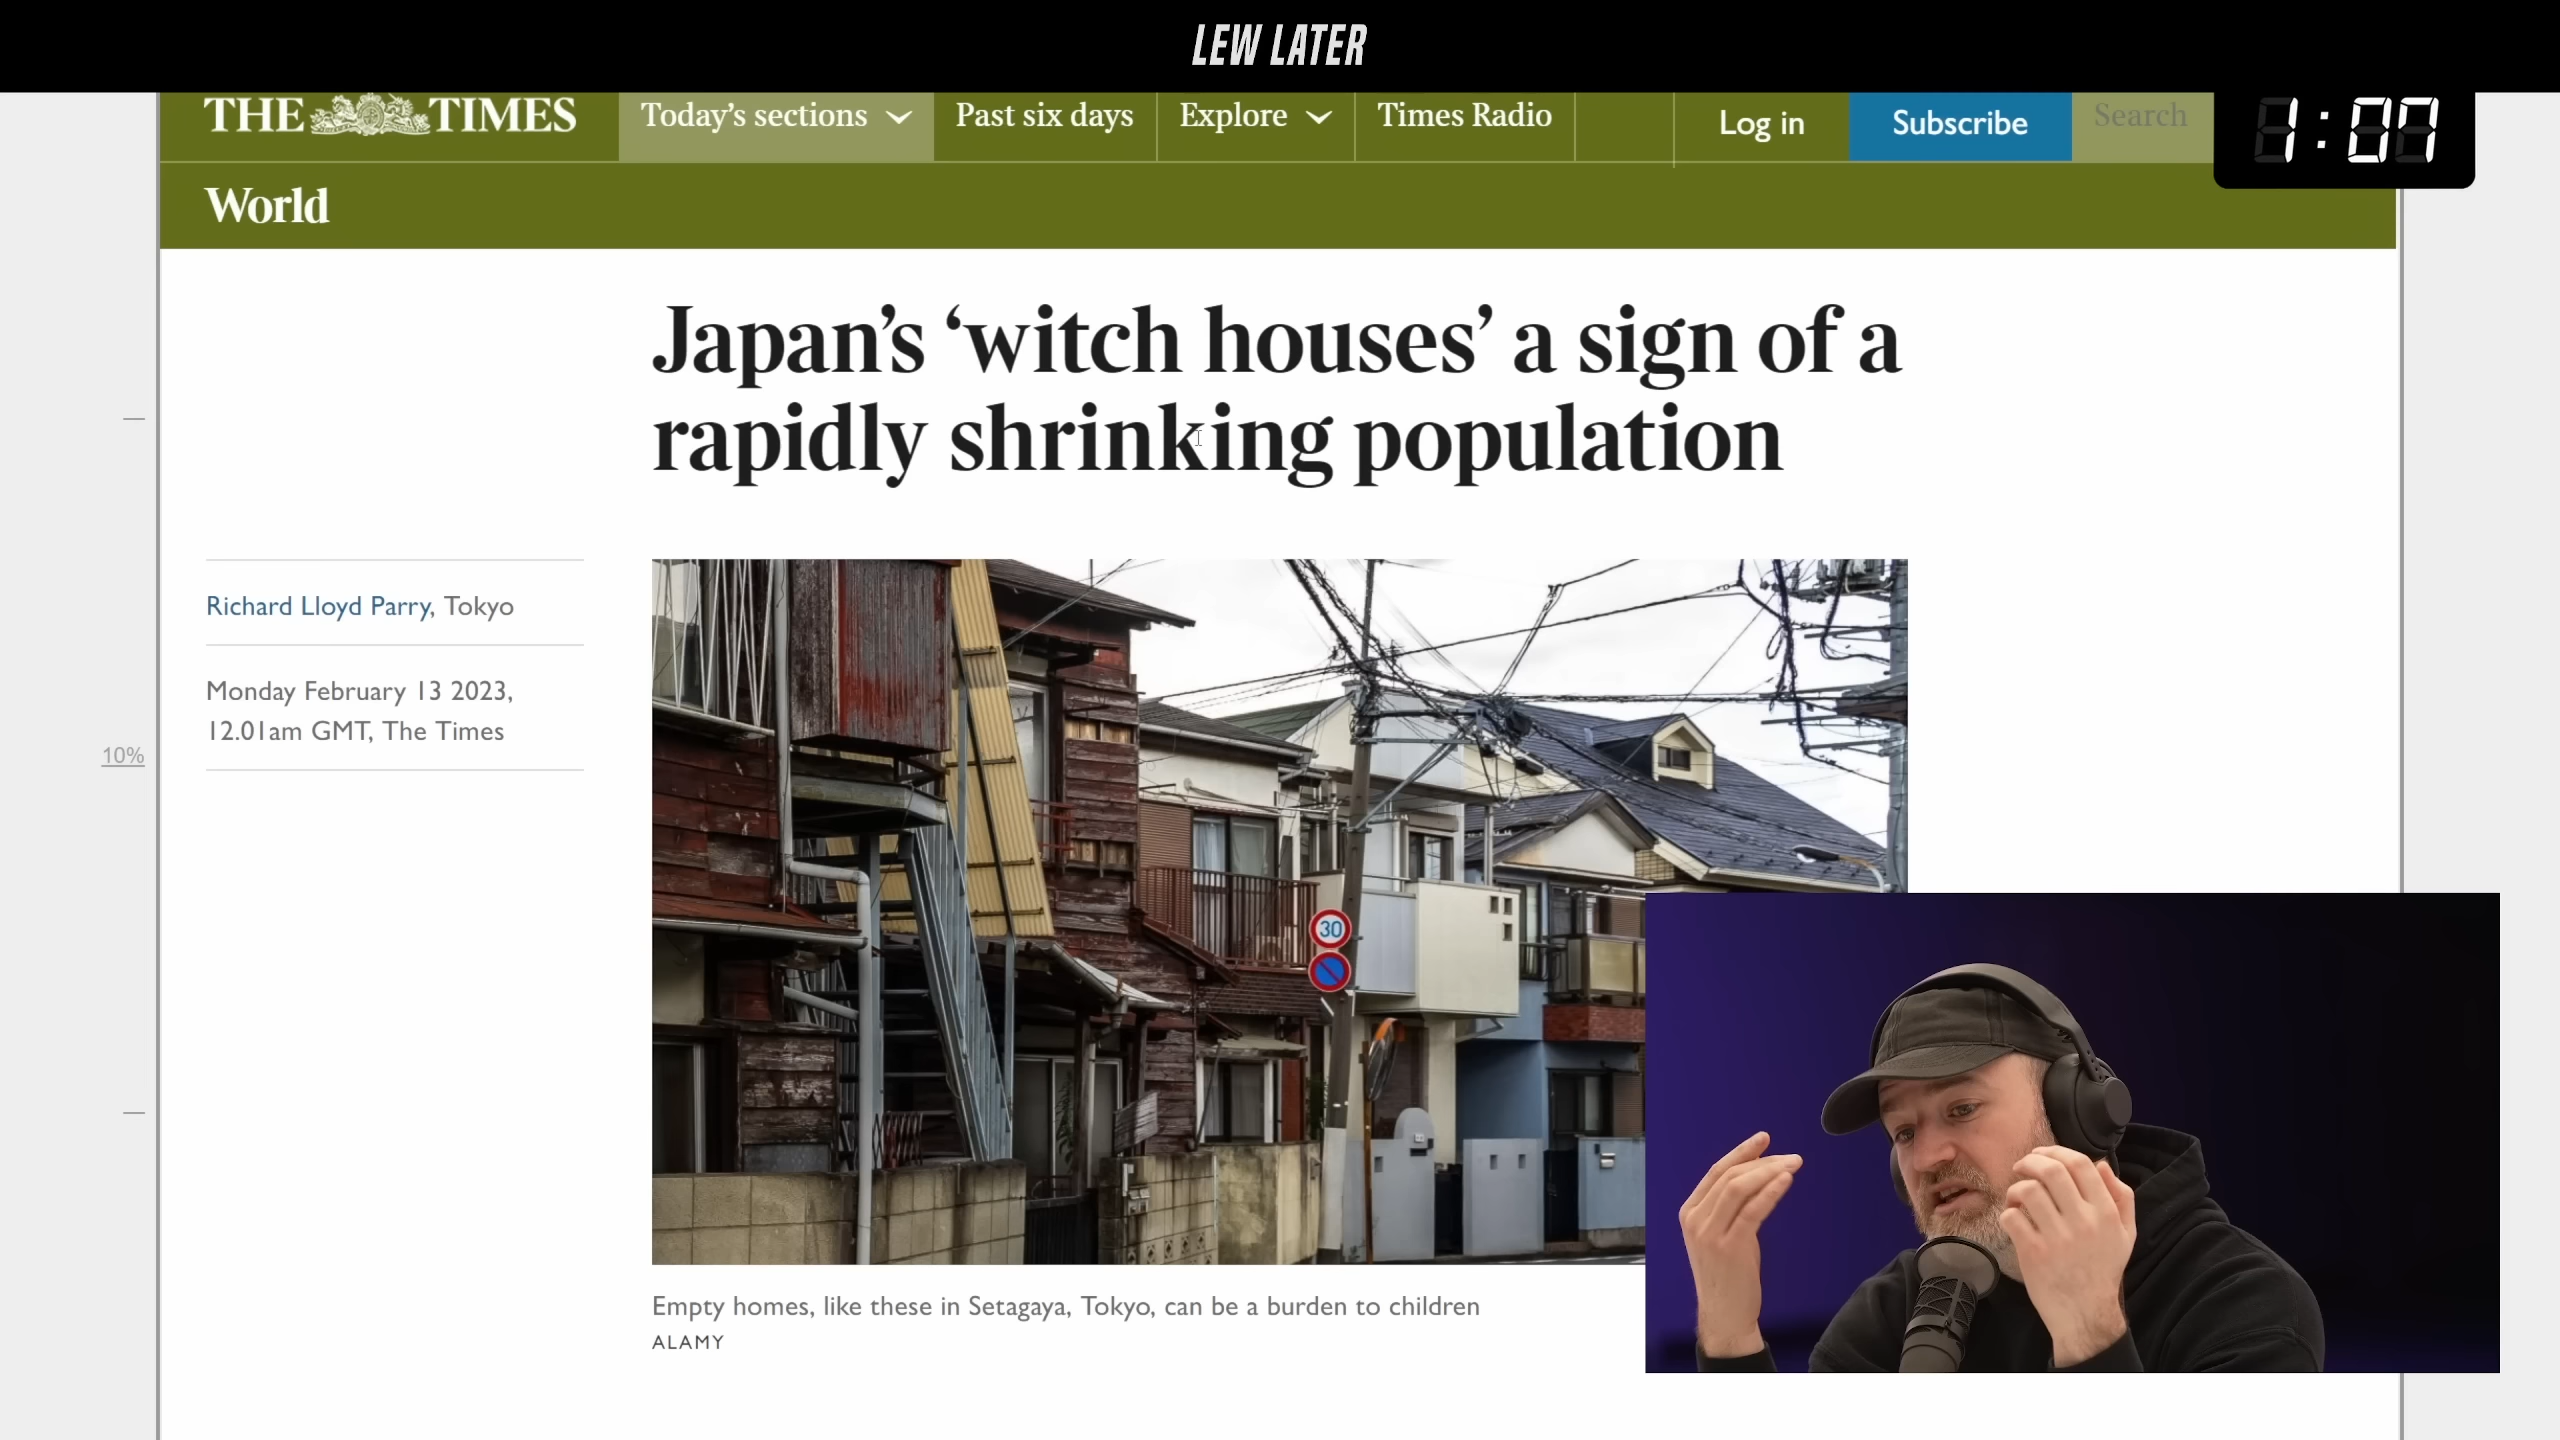 LEW LATER
THE TIMES
Today's sections
Past six days
Explore
Times Radio
Log in
Subscribe
Search
1:07
World
Japan's ‘witch houses’ a sign of a
rapidly shrinking population
Richard Lloyd Parry, Tokyo
Monday February 13 2023,
12.01am GMT, The Times
10%
30
Empty homes, like these in Setagaya, Tokyo, can be a burden to children
ALAMY